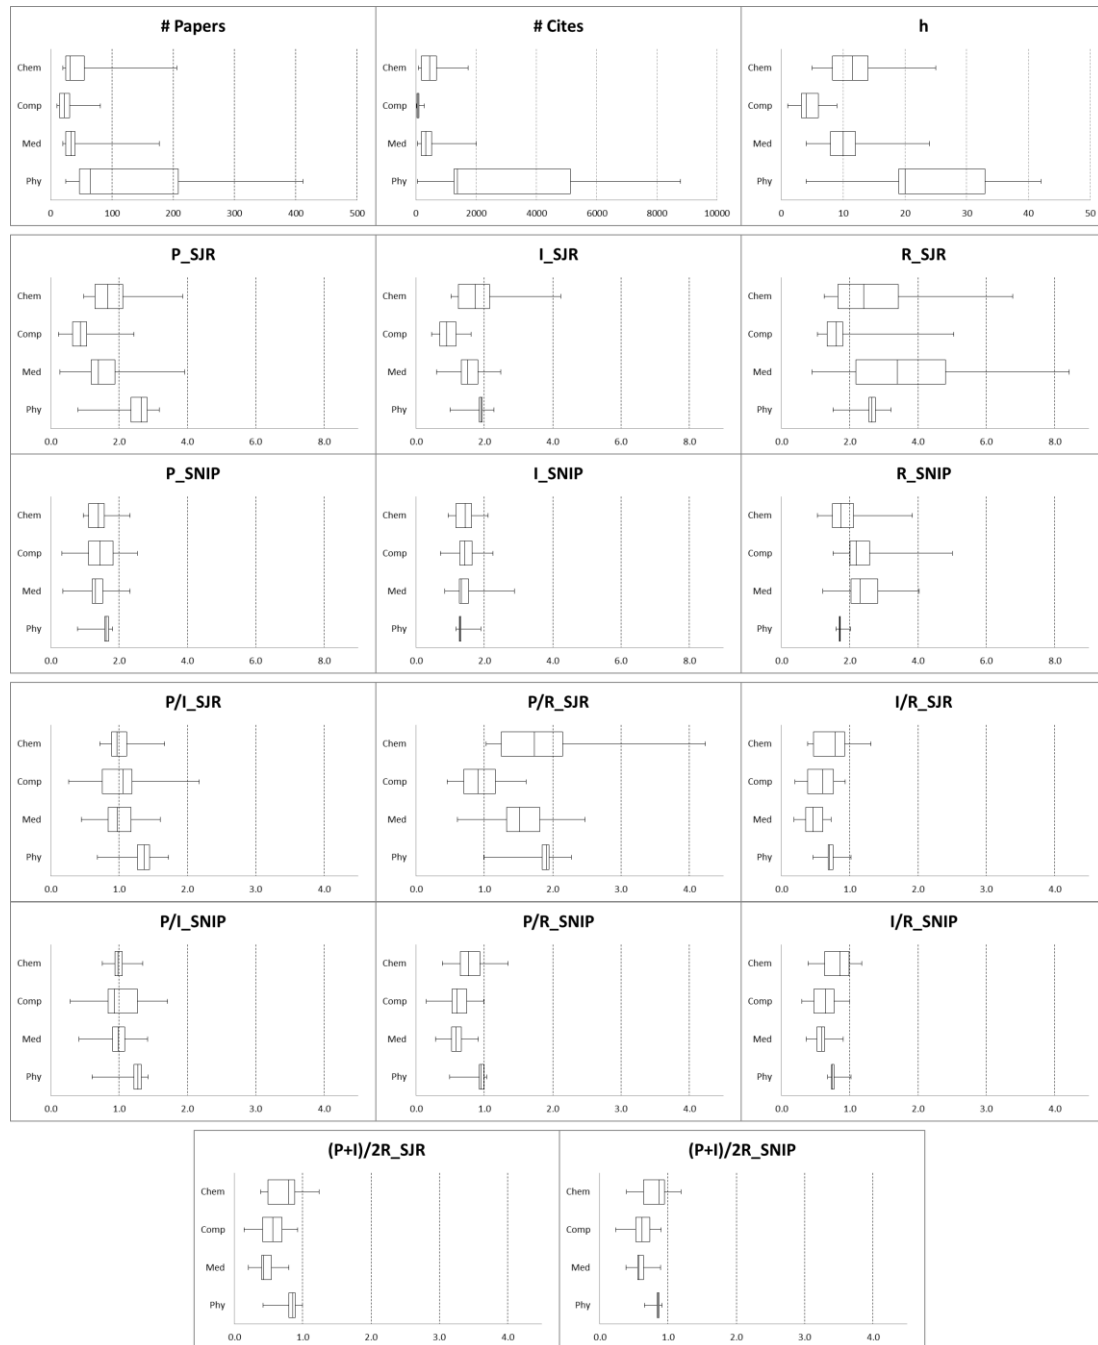 # Papers
Chem
Comp
Med
Phy
0 100 200 300 400 500
# Cites
Chem
Comp
Med
Phy
0 2000 4000 6000 8000 10000
h
Chem
Comp
Med
Phy
0 10 20 30 40 50
P_SJR
Chem
Comp
Med
Phy
0.0 2.0 4.0 6.0 8.0
I_SJR
Chem
Comp
Med
Phy
0.0 2.0 4.0 6.0 8.0
R_SJR
Chem
Comp
Med
Phy
0.0 2.0 4.0 6.0 8.0
P_SNIP
Chem
Comp
Med
Phy
0.0 2.0 4.0 6.0 8.0
I_SNIP
Chem
Comp
Med
Phy
0.0 2.0 4.0 6.0 8.0
R_SNIP
Chem
Comp
Med
Phy
0.0 2.0 4.0 6.0 8.0
P/I_SJR
Chem
Comp
Med
Phy
0.0 1.0 2.0 3.0 4.0
P/R_SJR
Chem
Comp
Med
Phy
0.0 1.0 2.0 3.0 4.0
I/R_SJR
Chem
Comp
Med
Phy
0.0 1.0 2.0 3.0 4.0
P/I_SNIP
Chem
Comp
Med
Phy
0.0 1.0 2.0 3.0 4.0
P/R_SNIP
Chem
Comp
Med
Phy
0.0 1.0 2.0 3.0 4.0
I/R_SNIP
Chem
Comp
Med
Phy
0.0 1.0 2.0 3.0 4.0
(P+I)/2R_SJR
Chem
Comp
Med
Phy
0.0 1.0 2.0 3.0 4.0
(P+I)/2R_SNIP
Chem
Comp
Med
Phy
0.0 1.0 2.0 3.0 4.0